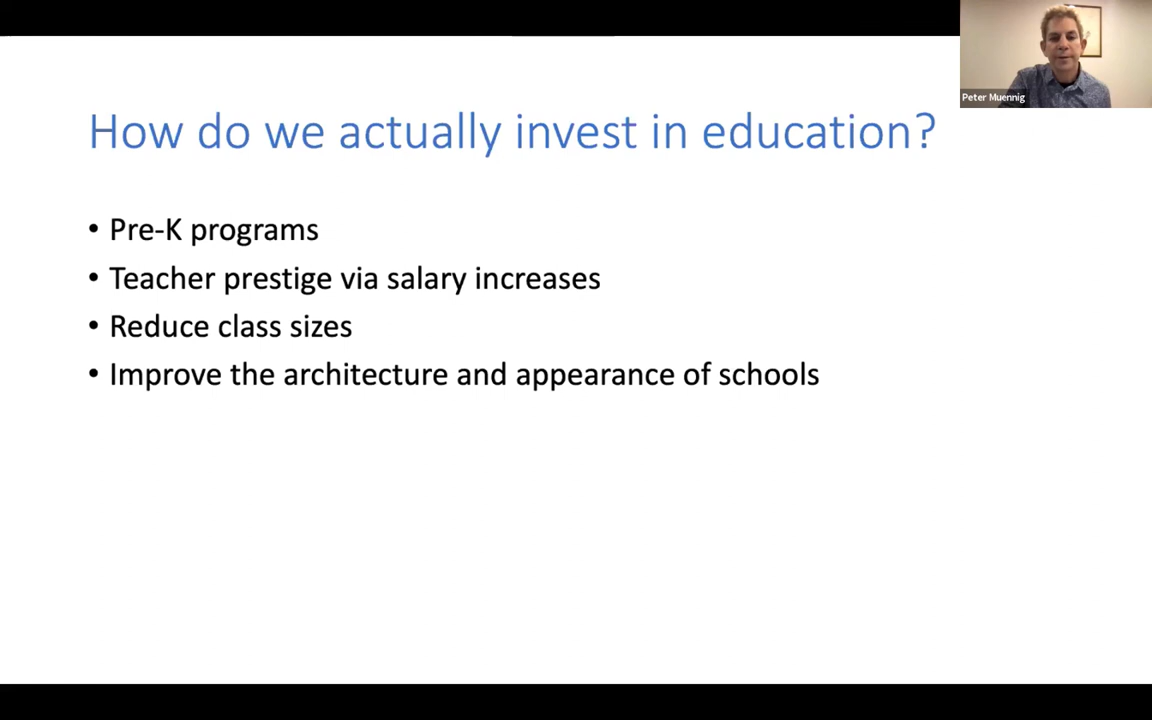 Peter Muennig
How do we actually invest in education?
• Pre-K programs
• Teacher prestige via salary increases
• Reduce class sizes
• Improve the architecture and appearance of schools